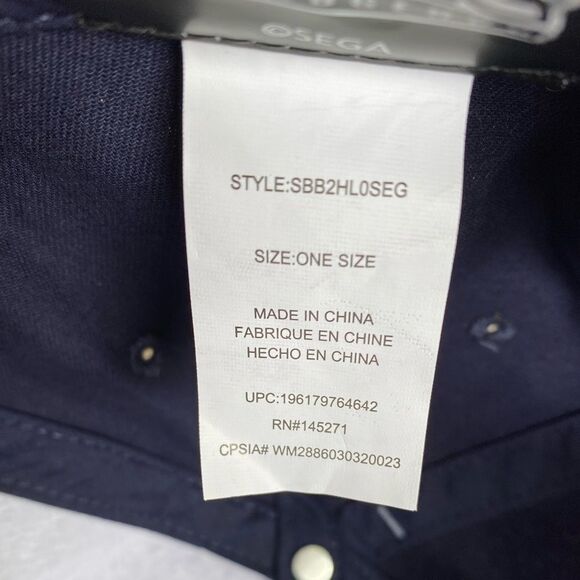 ©SEGA
STYLE:SBB2HL0SEG
SIZE:ONE SIZE
MADE IN CHINA
FABRIQUE EN CHINE
HECHO EN CHINA
UPC:196179764642
RN#145271
CPSIA# WM2886030320023